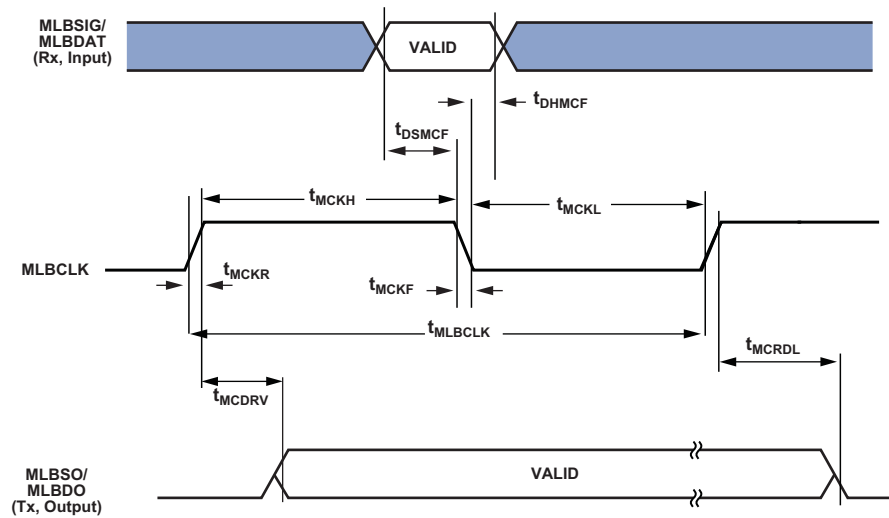 MLBSIG/
MLBDAT
(Rx, Input)
VALID
tDHMCF
tDSMCF
tMCKH
tMCKL
MLBCLK
tMCKR
tMCKF
tMLBCLK
tMCRDL
tMCDRV
MLBSO/
MLBDO
(Tx, Output)
VALID